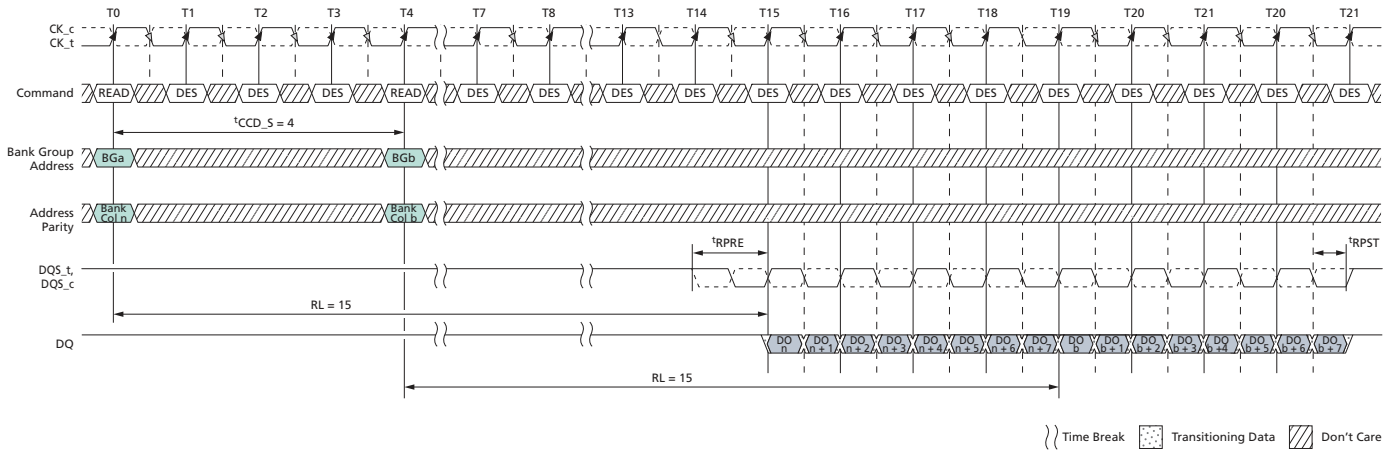 T0 T1 T2 T3 T4 T7 T8 T13 T14 T15 T16 T17 T18 T19 T20 T21 T20 T21
CK_c
CK_t
Command READ DES DES DES READ DES DES DES DES DES DES DES DES DES DES DES DES DES
tCCD_S = 4
Bank Group
Address
BGa BGb
Address
Parity
Bank
Col n
Bank
Col b
tRPRE tRPST
DQS_t,
DQS_c
RL = 15
DQ
DO
n
DO
n + 1
DO
n + 2
DO
n + 3
DO
n + 4
DO
n + 5
DO
n + 6
DO
n + 7
DO
b
DO
b + 1
DO
b + 2
DO
b + 3
DO
b + 4
DO
b + 5
DO
b + 6
DO
b + 7
RL = 15
Time Break Transitioning Data Don't Care